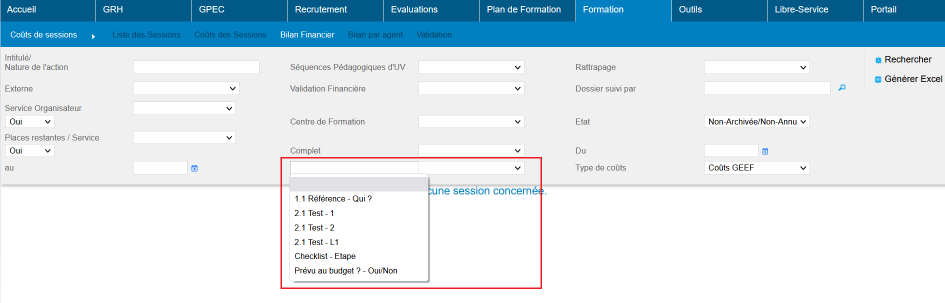 Accueil GRH GPEC Recrutement Evaluations Plan de Formation Formation Outils Libre-Service Portail
Coûts de sessions Liste des Sessions Coûts des Sessions Bilan Financier Bilan par agent Validation
Intitulé/
Nature de l'action Séquences Pédagogiques d'UV Rattrapage Rechercher
Externe Validation Financière Dossier suivi par Générer Excel
Service Organisateur
Oui Centre de Formation Etat Non-Archivée/Non-Annu
Places restantes / Service
Oui Complet Du
au Type de coûts Coûts GEEF
cune session concernée.
1.1 Référence - Qui ?
2.1 Test - 1
2.1 Test - 2
2.1 Test - L1
Checklist - Etape
Prévu au budget ? - Oui/Non